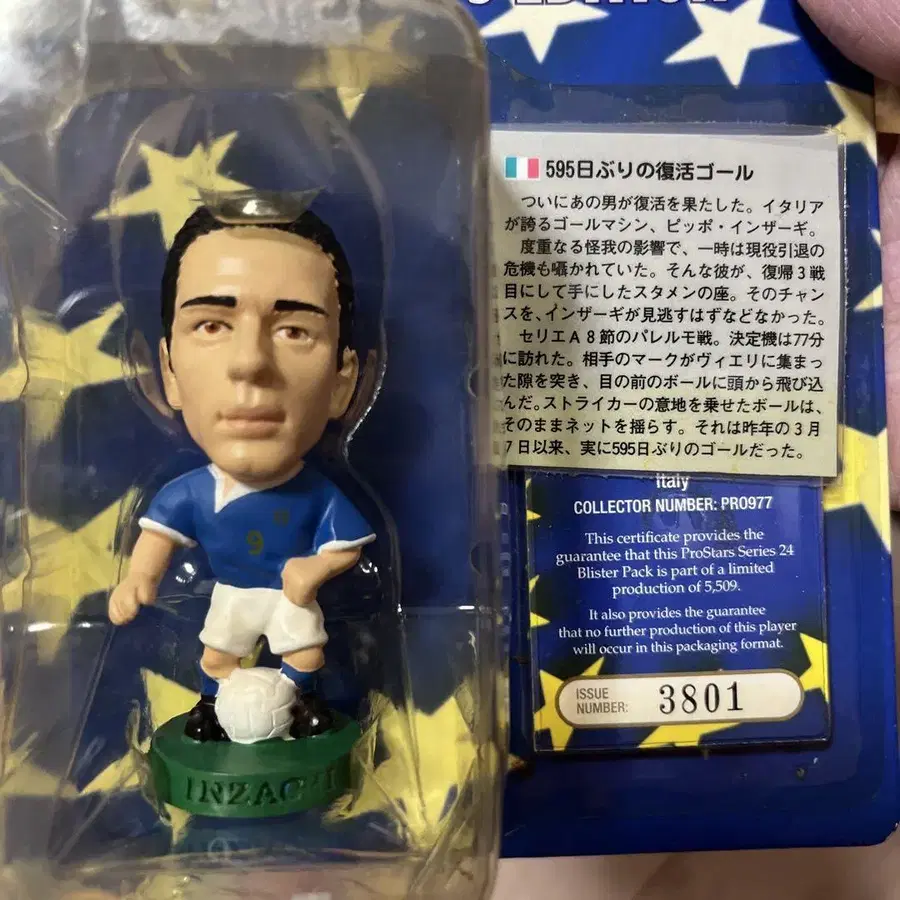 EDITION
595日ぶりの復活ゴール
ついにあの男が復活を果たした。イタリア
が誇るゴールマシン、ピッポ・インザーギ。
度重なる怪我の影響で、一時は現役引退の
危機も囁かれていた。そんな彼が、復帰3戦
目にして手にしたスタメンの座。そのチャン
スを、インザーギが見逃すはずなどなかった。
セリエA8節のパレルモ戦。決定機は77分
に訪れた。相手のマークがヴィエリに集まっ
た隙を突き、目の前のボールに頭から飛び込
んだ。ストライカーの意地を乗せたボールは、
そのままネットを揺らす。それは昨年の3月
7日以来、実に595日ぶりのゴールだった。
Italy
COLLECTOR NUMBER: PRO977
This certificate provides the
guarantee that this ProStars Series 24
Blister Pack is part of a limited
production of 5,509.
It also provides the guarantee
that no further production of this player
will occur in this packaging format.
ISSUE
NUMBER: 3801
9
INZAGHI